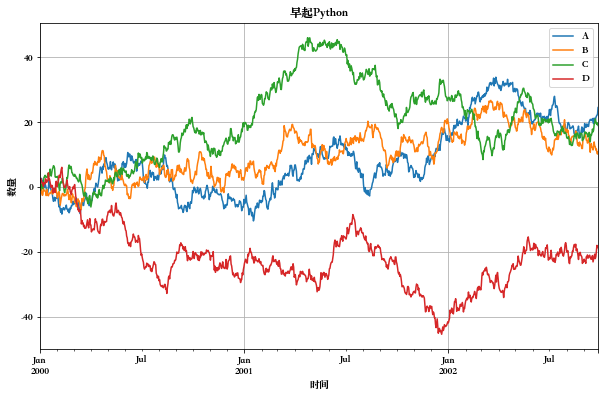 早起Python
A
B
C
D
数量
40
20
0
-20
-40
Jan
2000
Jul
Jan
2001
Jul
Jan
2002
Jul
时间